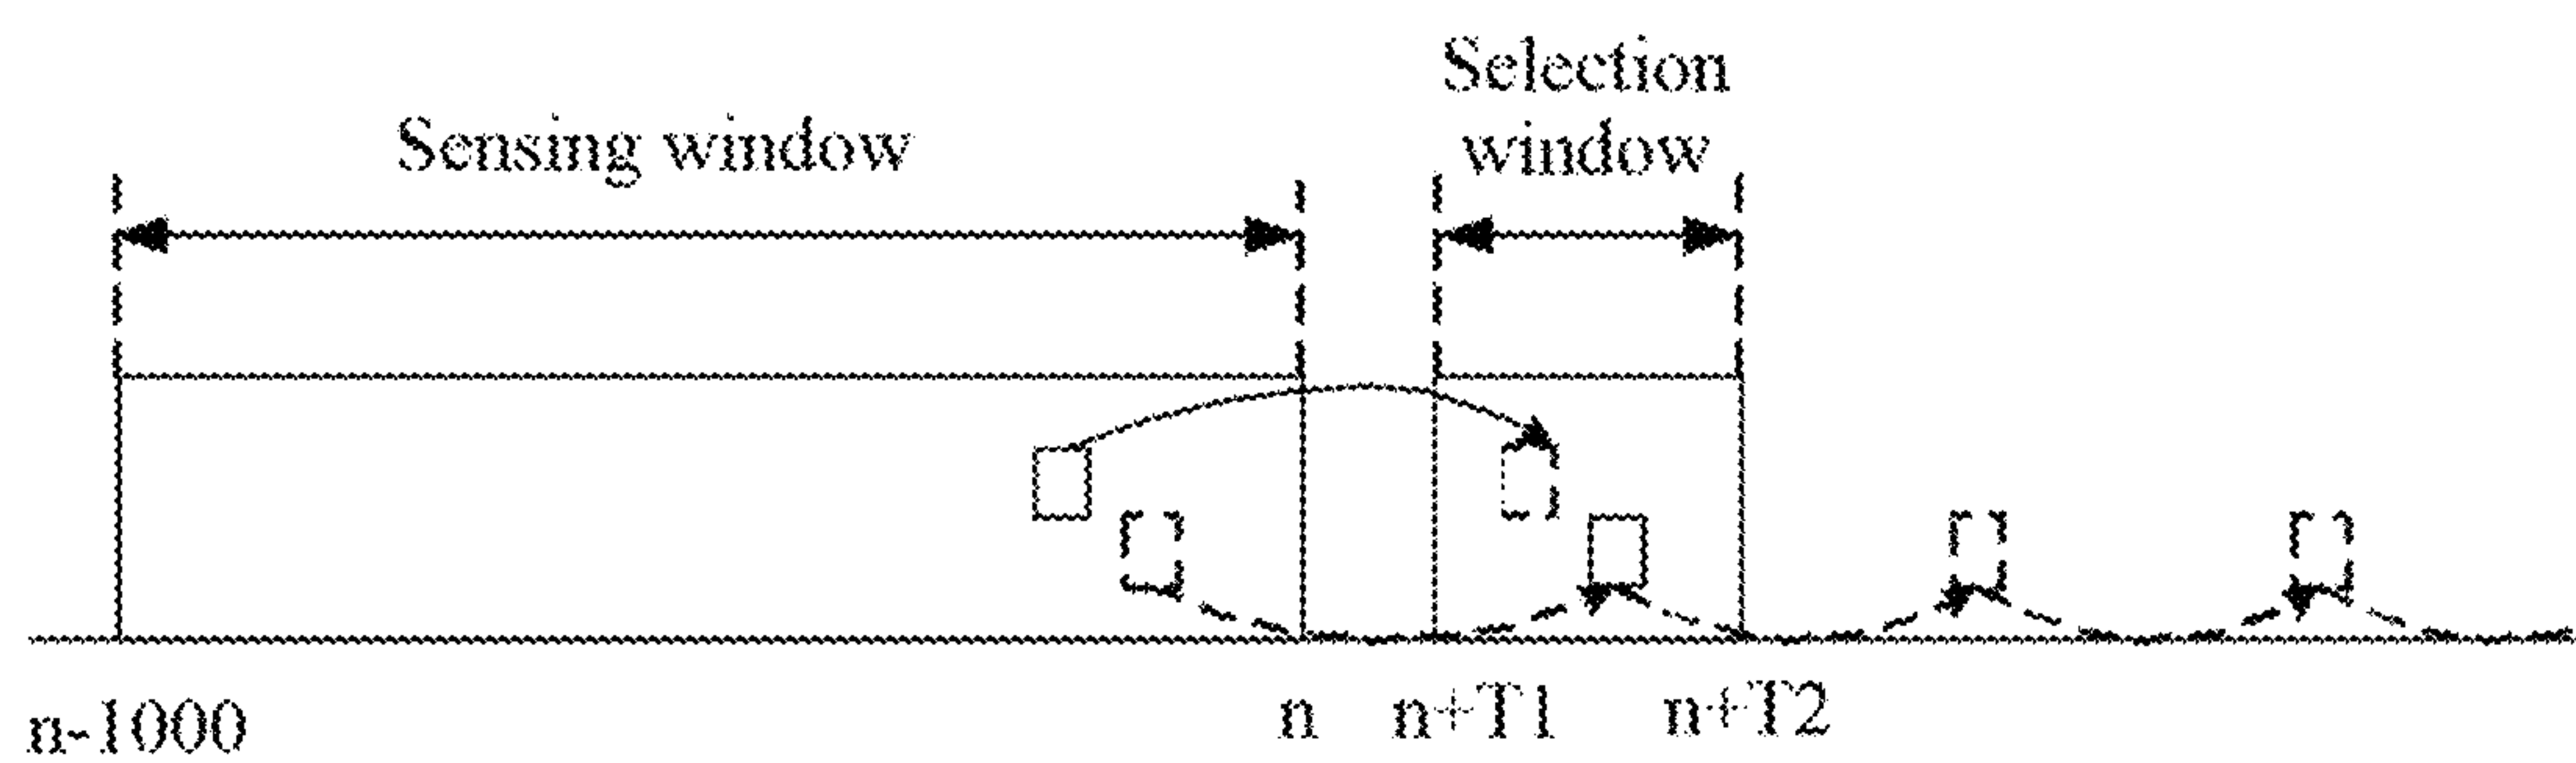 Sensing window
Selection
window
n-1000
n
n+T1
n+T2